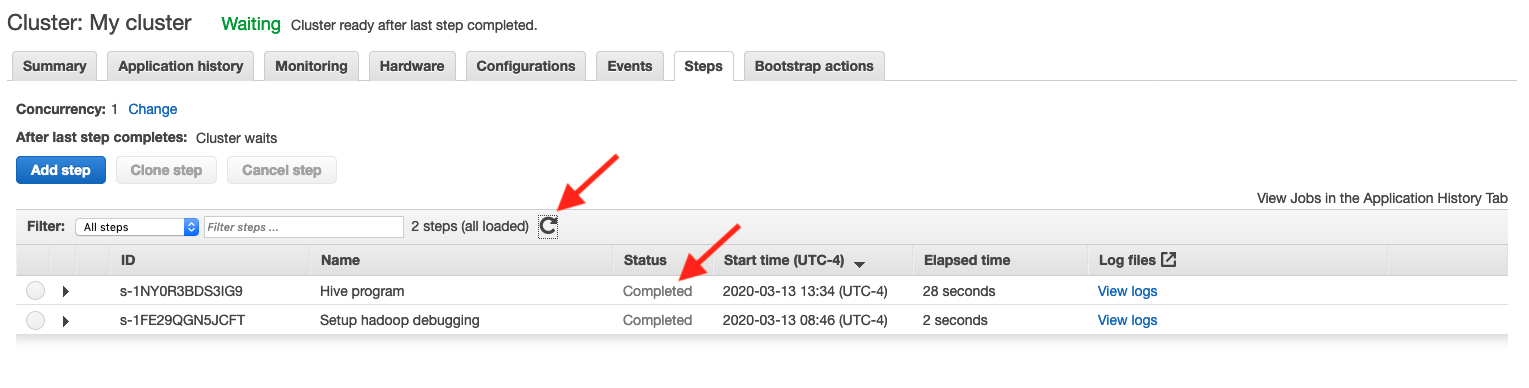 Cluster: My cluster Waiting Cluster ready after last step completed.
Summary Application history Monitoring Hardware Configurations Events Steps Bootstrap actions
Concurrency: 1 Change
After last step completes: Cluster waits
Add step Clone step Cancel step
View Jobs in the Application History Tab
Filter: All steps Filter steps ... 2 steps (all loaded)
ID Name Status Start time (UTC-4) Elapsed time Log files
s-1NY0R3BDS3IG9 Hive program Completed 2020-03-13 13:34 (UTC-4) 28 seconds View logs
s-1FE29QGN5JCFT Setup hadoop debugging Completed 2020-03-13 08:46 (UTC-4) 2 seconds View logs